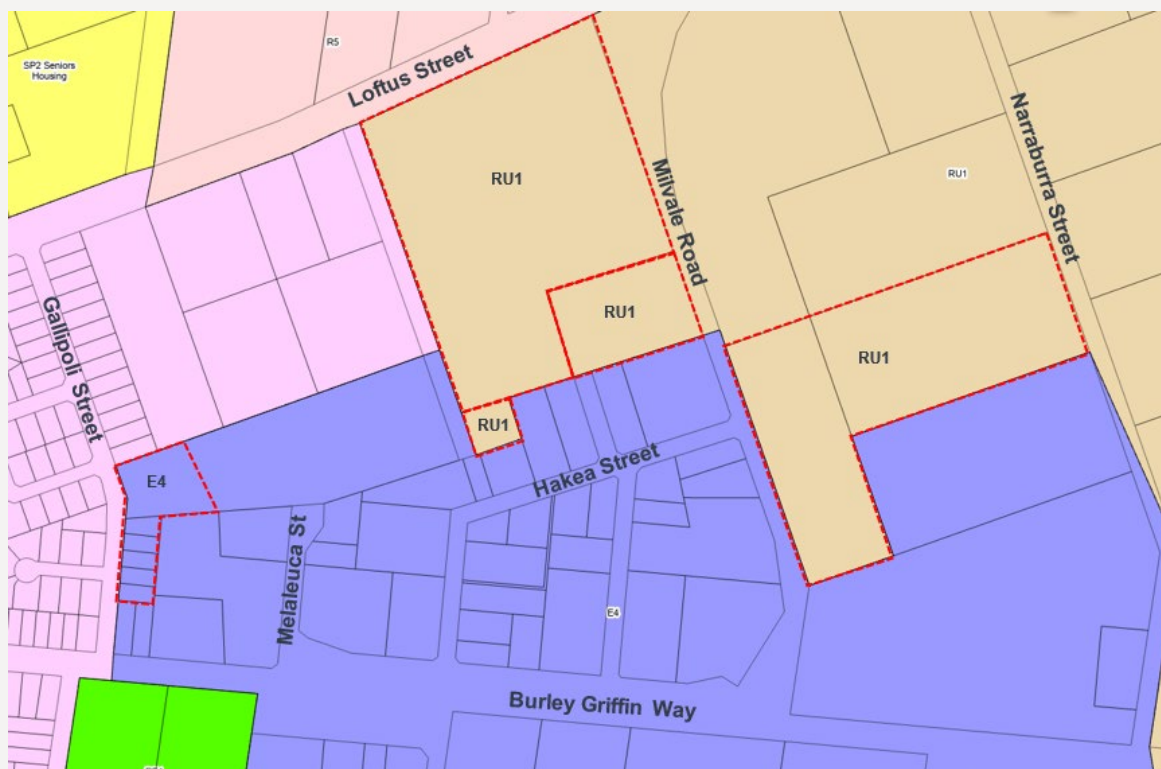 R5
SP2 Seniors
Housing
Loftus Street
RU1
Milvale Road
RU1
Narraburra Street
RU1
RU1
Gallipoli Street
RU1
Hakea Street
E4
Melaleuca St
E4
Burley Griffin Way